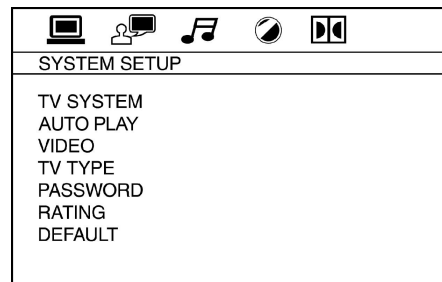 SYSTEM SETUP
TV SYSTEM
AUTO PLAY
VIDEO
TV TYPE
PASSWORD
RATING
DEFAULT